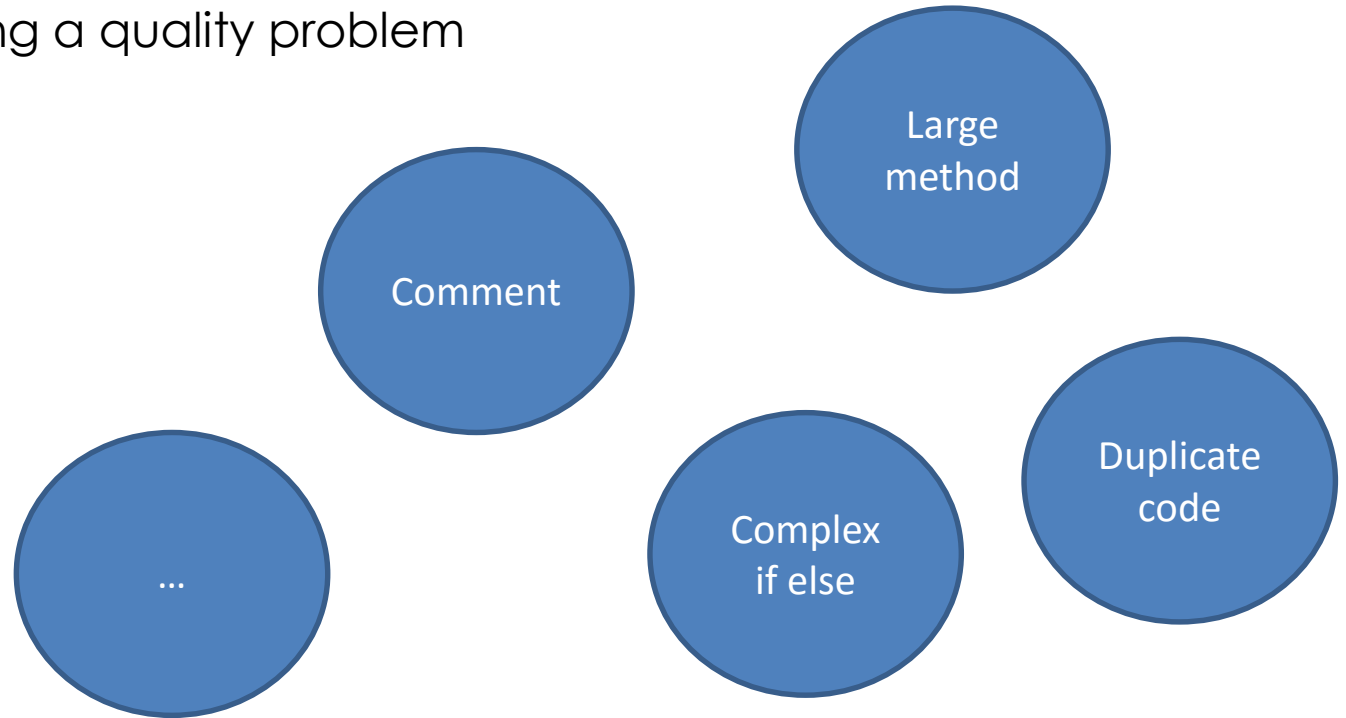 ng a quality problem
Large
method
Comment
Duplicate
code
Complex
if else
...